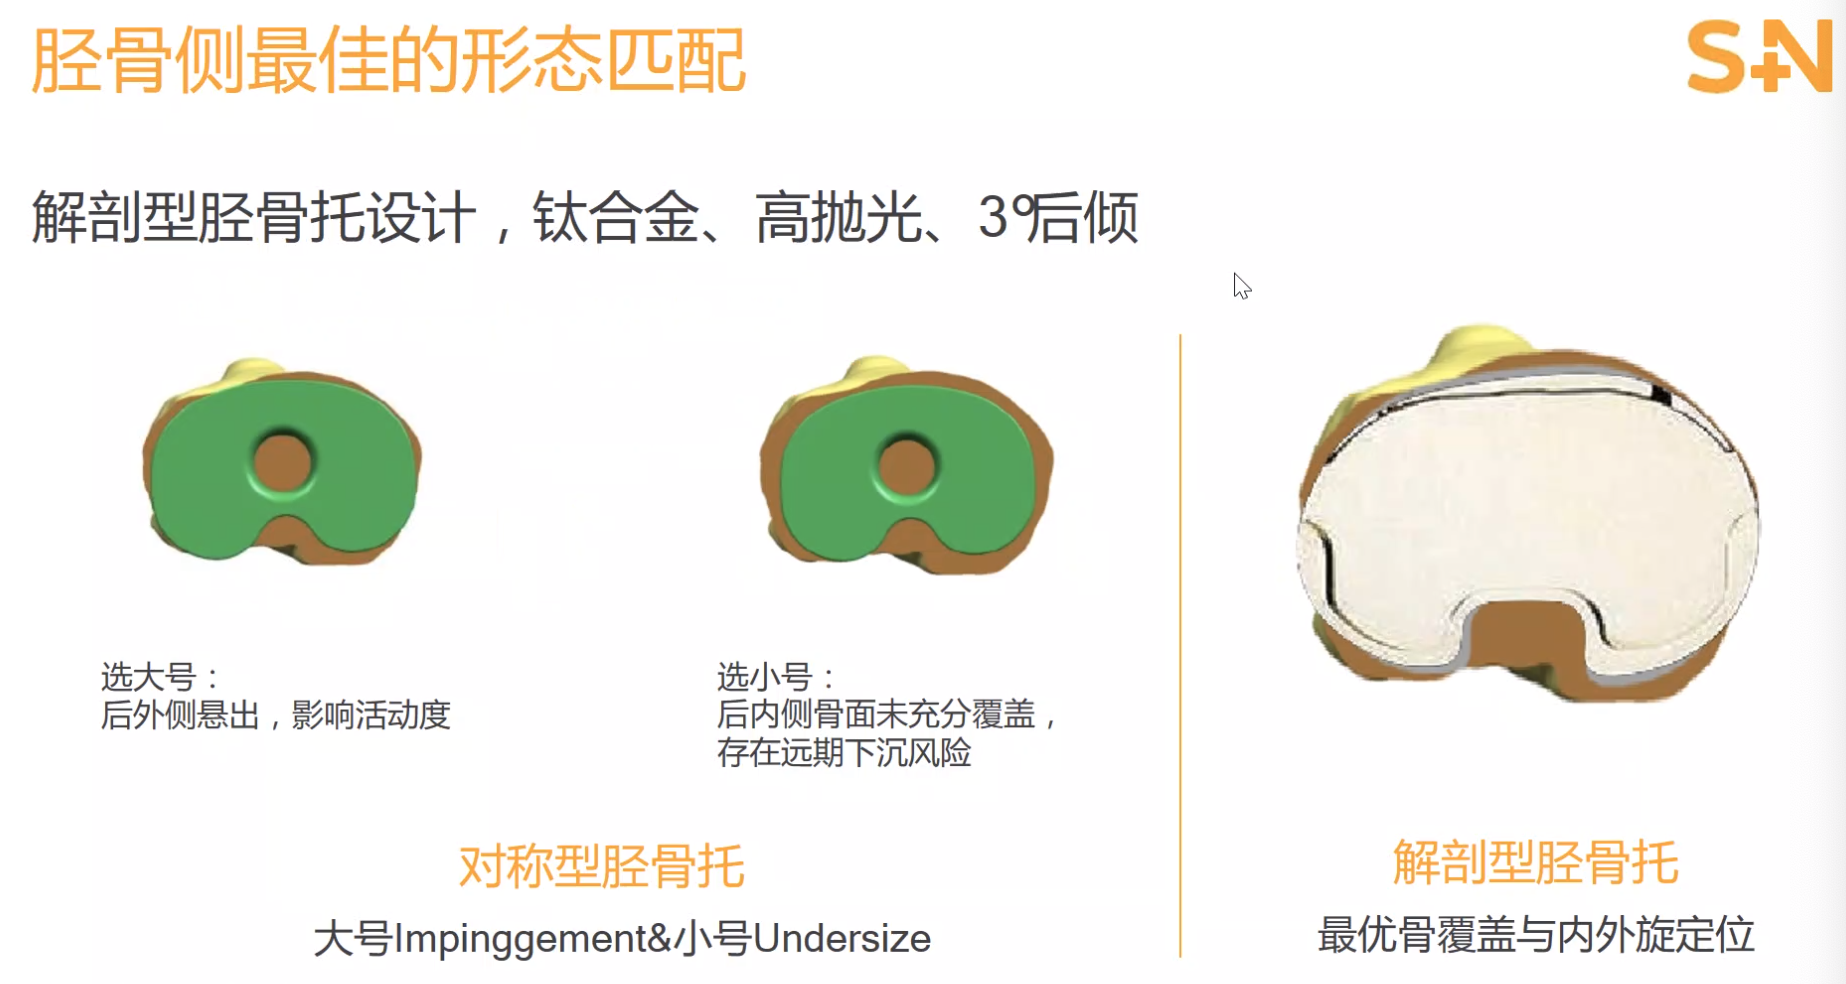 胫骨侧最佳的形态匹配
S+N
解剖型胫骨托设计，钛合金、高抛光、3°后倾
选大号：
后外侧悬出，影响活动度
选小号：
后内侧骨面未充分覆盖，
存在远期下沉风险
对称型胫骨托
大号Impinggement&小号Undersize
解剖型胫骨托
最优骨覆盖与内外旋定位